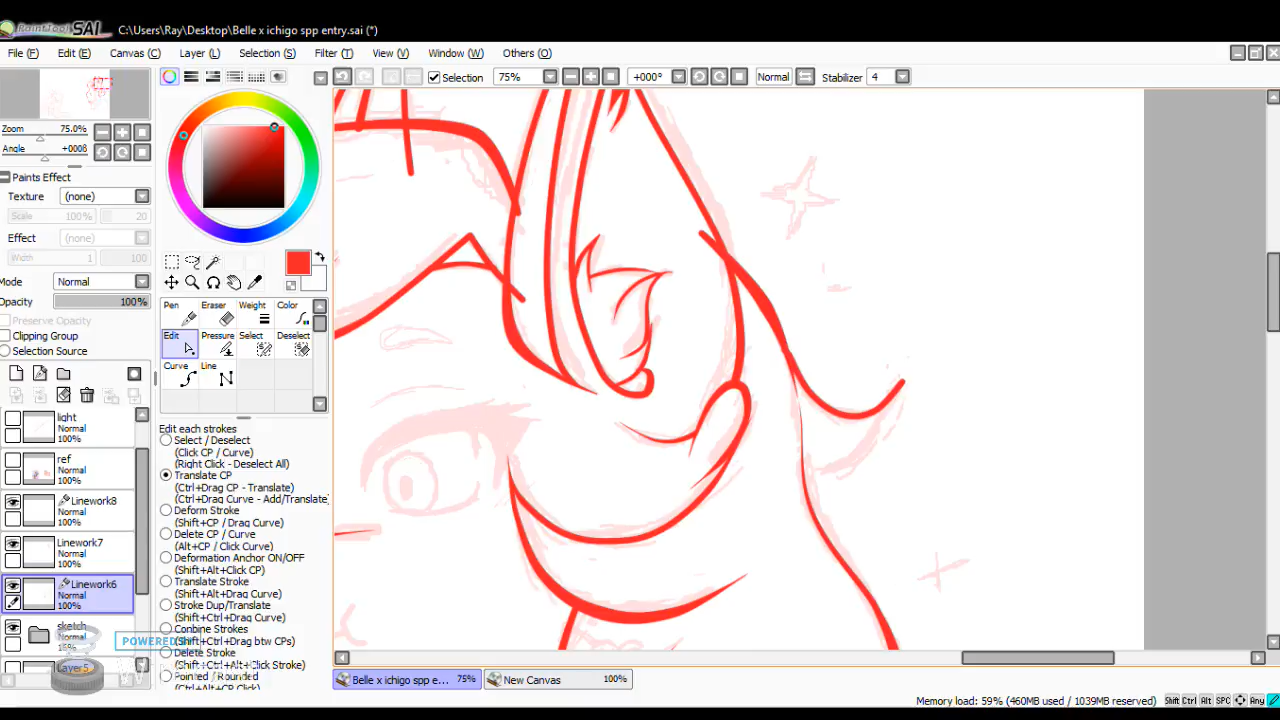 PaintTool SAI C:\Users\Ray\Desktop\Belle x ichigo spp entry.sai (*)
File (F) Edit (E) Canvas (C) Layer (L) Selection (S) Filter (T) View (V) Window (W) Others (O)
Selection 75% +000° Normal Stabilizer 4
Zoom 75.0%
Angle +000ß
Paints Effect
Texture (none)
Scale 100% 20
Effect (none)
Width 1 100
Mode Normal
Opacity 100%
Preserve Opacity
Clipping Group
Selection Source
Pen Eraser Weight Color
Edit Pressure Select Deselect
Curve Line
light
Normal
100%
ref
Normal
100%
Linework8
Normal
100%
Linework7
Normal
100%
Linework6
Normal
100%
sketch
Normal
Layer5
Edit each strokes
Select / Deselect
(Click CP / Curve)
(Right Click - Deselect All)
Translate CP
(Ctrl+Drag CP - Translate)
(Ctrl+Drag Curve - Add/Translate)
Deform Stroke
(Shift+CP / Drag Curve)
Delete CP / Curve
(Alt+CP / Click Curve)
Deformation Anchor ON/OFF
(Shift+Alt+Click CP)
Translate Stroke
(Shift+Alt+Drag Curve)
Stroke Dup/Translate
(Shift+Ctrl+Drag Curve)
Conbine Strokes
(Shift+Ctrl+Drag btw CPs)
Delete Stroke
(Shift+Ctrl+Alt+Click Stroke)
Pointed / Rounded
(Ctrl+Alt+CP Click)
POWERED
Belle x ichigo spp e... 75% New Canvas 100%
Memory load: 59% (460MB used / 1039MB reserved) Shift Ctrl Alt SPC Any